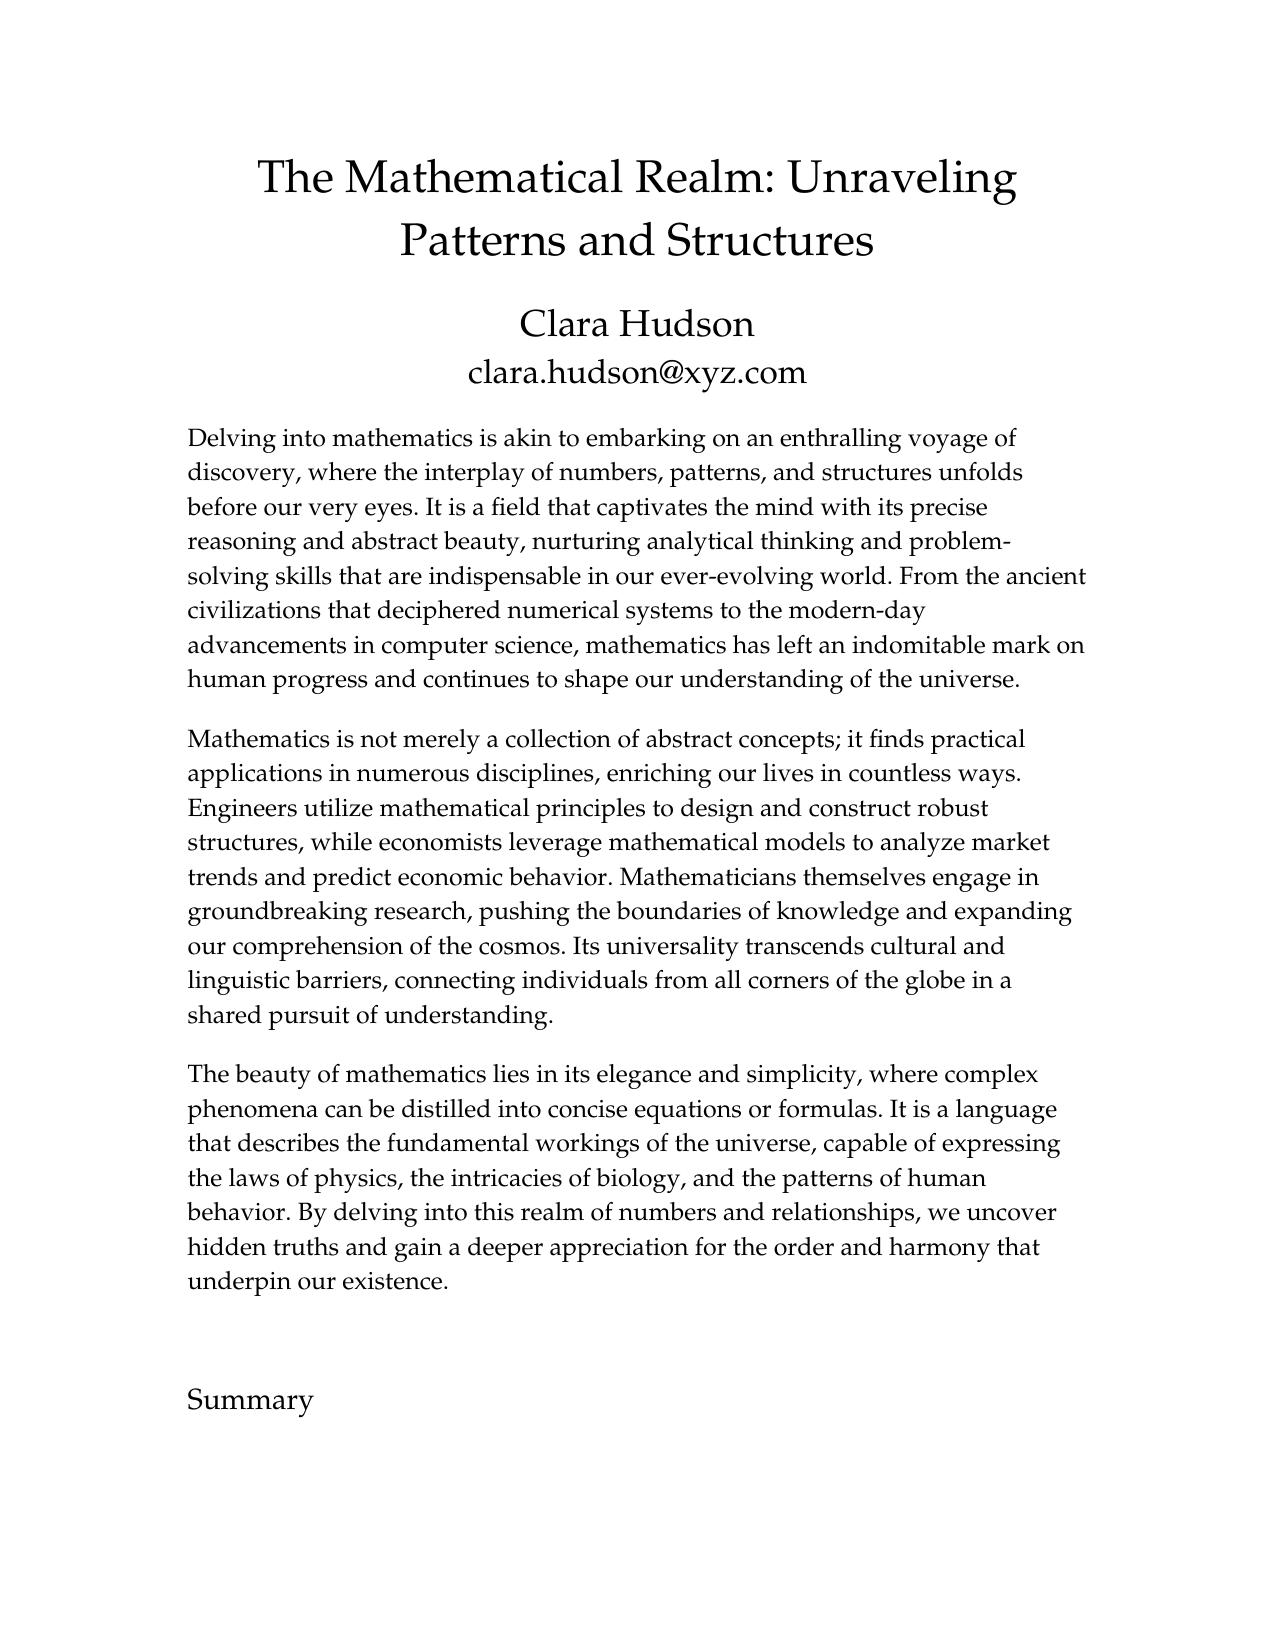 The Mathematical Realm: Unraveling
Patterns and Structures
Clara Hudson
clara.hudson@xyz.com
Delving into mathematics is akin to embarking on an enthralling voyage of
discovery, where the interplay of numbers, patterns, and structures unfolds
before our very eyes. It is a field that captivates the mind with its precise
reasoning and abstract beauty, nurturing analytical thinking and problem-
solving skills that are indispensable in our ever-evolving world. From the ancient
civilizations that deciphered numerical systems to the modern-day
advancements in computer science, mathematics has left an indomitable mark on
human progress and continues to shape our understanding of the universe.
Mathematics is not merely a collection of abstract concepts; it finds practical
applications in numerous disciplines, enriching our lives in countless ways.
Engineers utilize mathematical principles to design and construct robust
structures, while economists leverage mathematical models to analyze market
trends and predict economic behavior. Mathematicians themselves engage in
groundbreaking research, pushing the boundaries of knowledge and expanding
our comprehension of the cosmos. Its universality transcends cultural and
linguistic barriers, connecting individuals from all corners of the globe in a
shared pursuit of understanding.
The beauty of mathematics lies in its elegance and simplicity, where complex
phenomena can be distilled into concise equations or formulas. It is a language
that describes the fundamental workings of the universe, capable of expressing
the laws of physics, the intricacies of biology, and the patterns of human
behavior. By delving into this realm of numbers and relationships, we uncover
hidden truths and gain a deeper appreciation for the order and harmony that
underpin our existence.
Summary